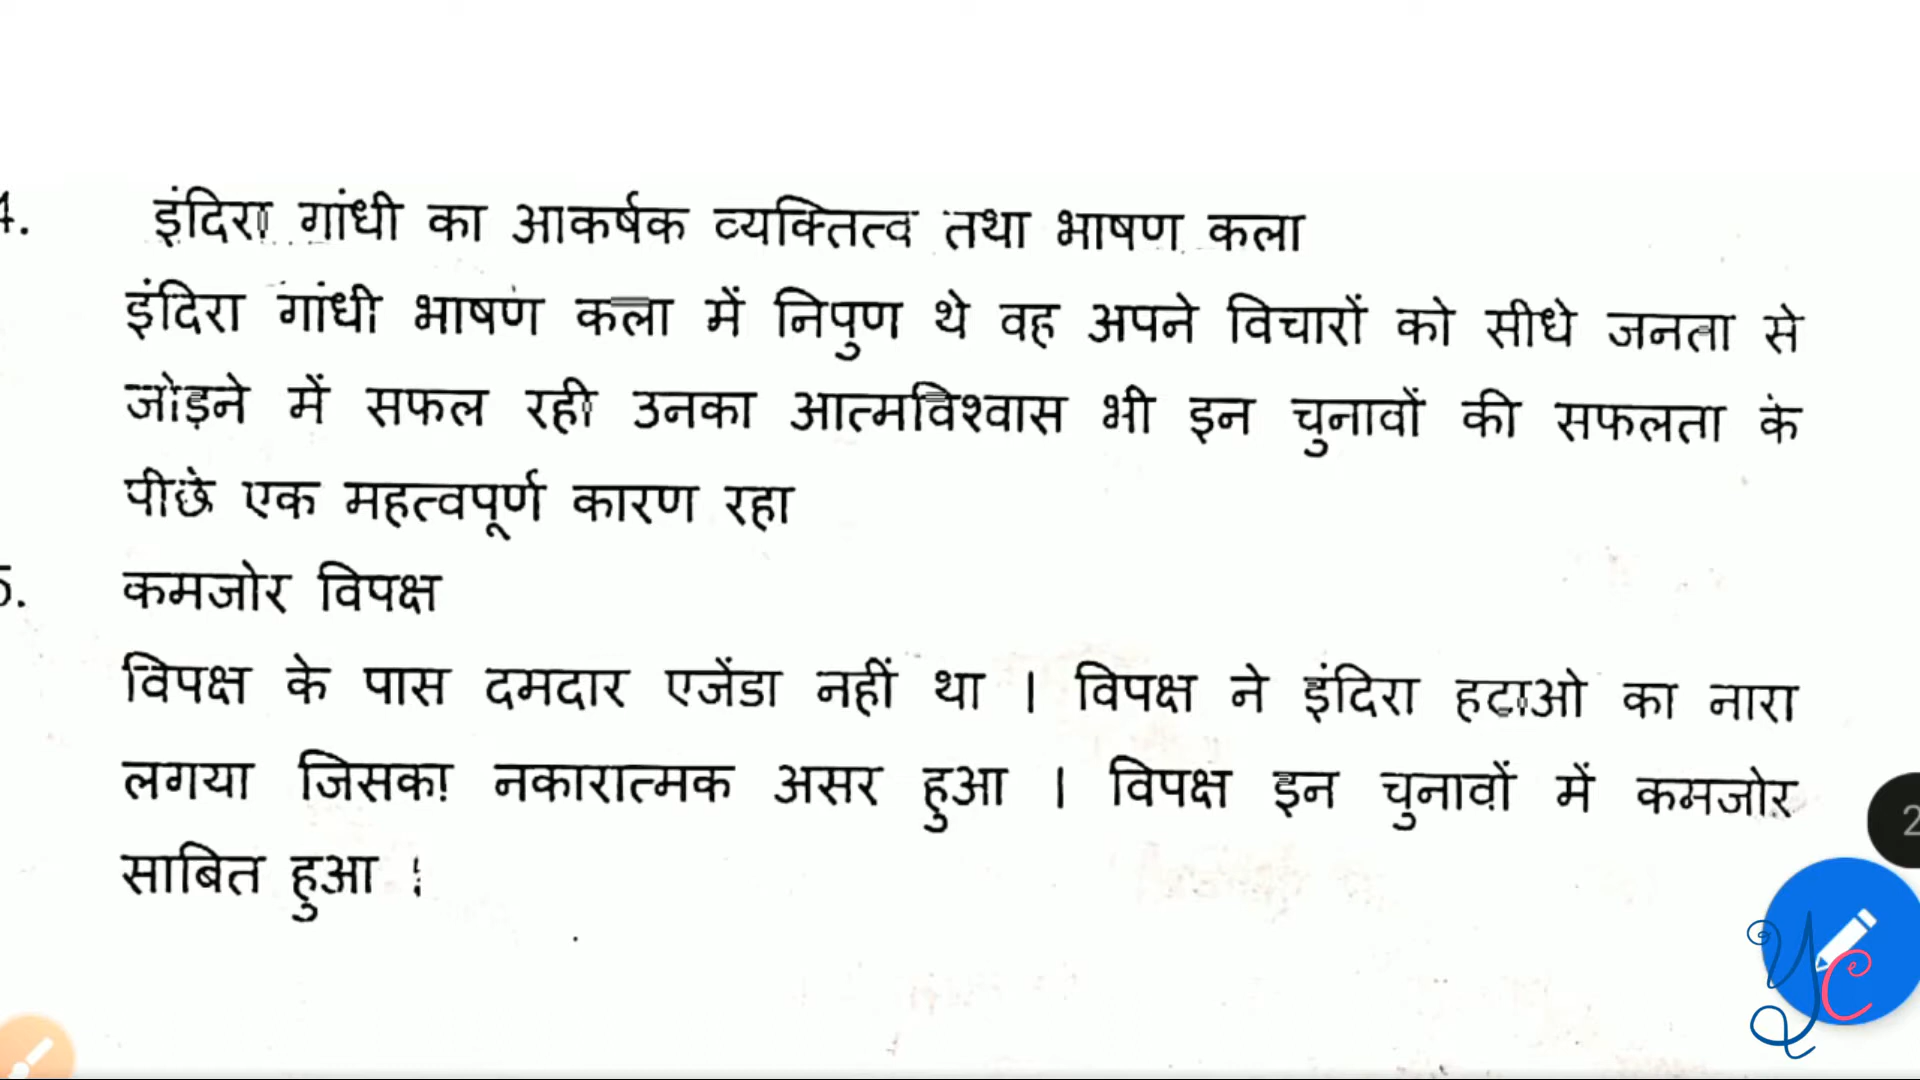 4. इंदिरा गांधी का आकर्षक व्यक्तित्व तथा भाषण कला
इंदिरा गांधी भाषण कला में निपुण थे वह अपने विचारों को सीधे जनता से
जोड़ने में सफल रही उनका आत्मविश्वास भी इन चुनावों की सफलता के
पीछे एक महत्वपूर्ण कारण रहा
5. कमजोर विपक्ष
विपक्ष के पास दमदार एजेंडा नहीं था । विपक्ष ने इंदिरा हटाओ का नारा
लगया जिसका नकारात्मक असर हुआ । विपक्ष इन चुनावों में कमजोर
साबित हुआ ।
2
YC